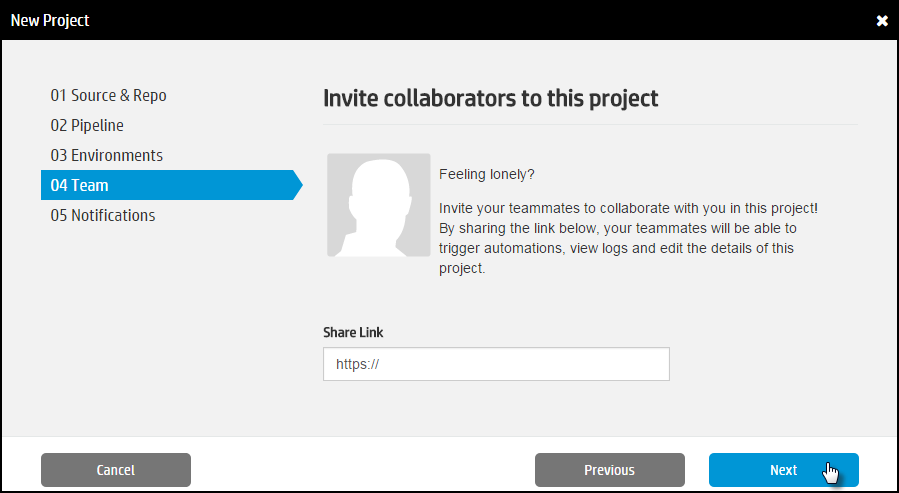 New Project
01 Source & Repo
02 Pipeline
03 Environments
04 Team
05 Notifications
Invite collaborators to this project
Feeling lonely?
Invite your teammates to collaborate with you in this project!
By sharing the link below, your teammates will be able to
trigger automations, view logs and edit the details of this
project.
Share Link
https://
Cancel
Previous
Next